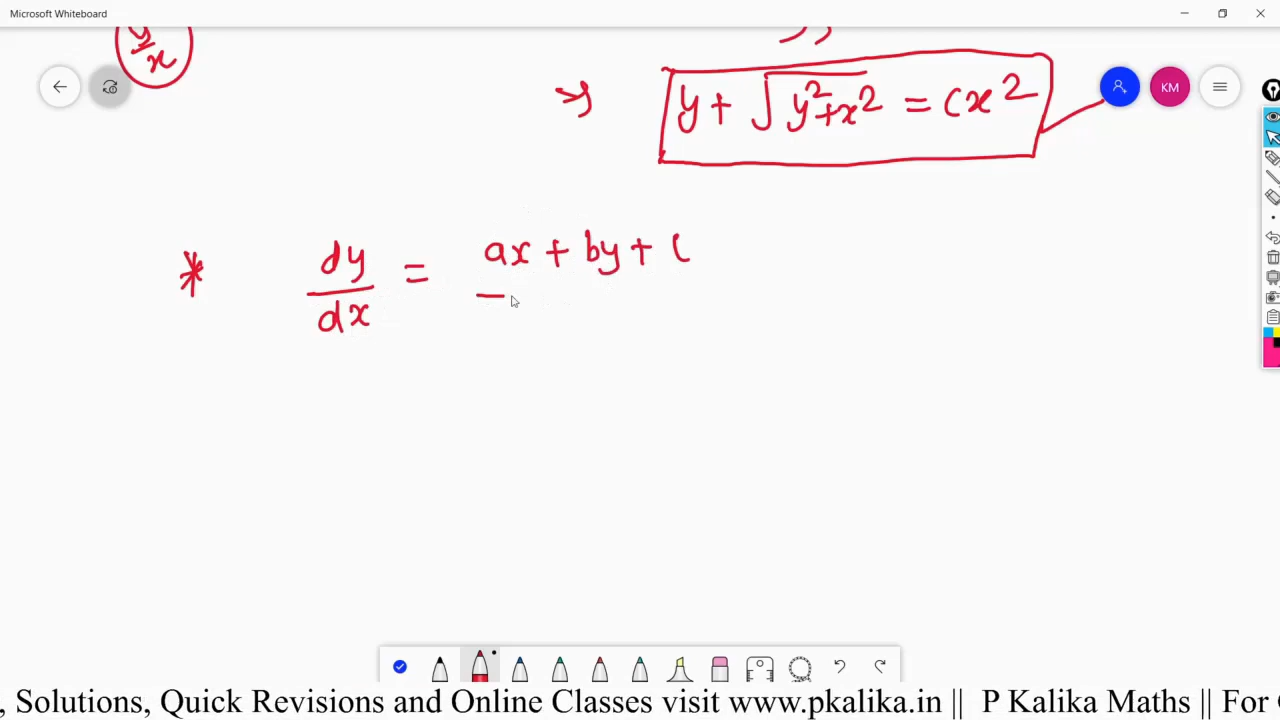 Microsoft Whiteboard
y/x
⇒ y + √(y²+x²) = cx²
KM
* dy/dx = ax + by + c
, Solutions, Quick Revisions and Online Classes visit www.pkalika.in || P Kalika Maths || For